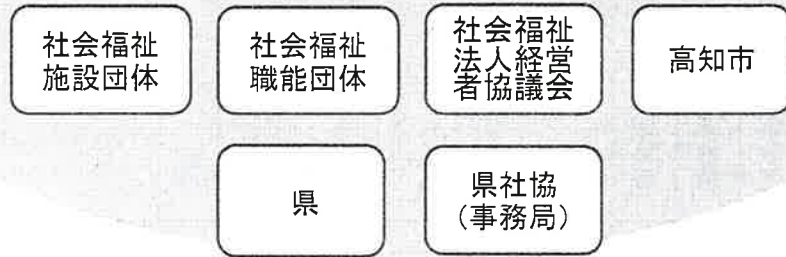 社会福祉
施設団体
社会福祉
職能団体
社会福祉
法人経営
者協議会
高知市
県
県社協
（事務局）